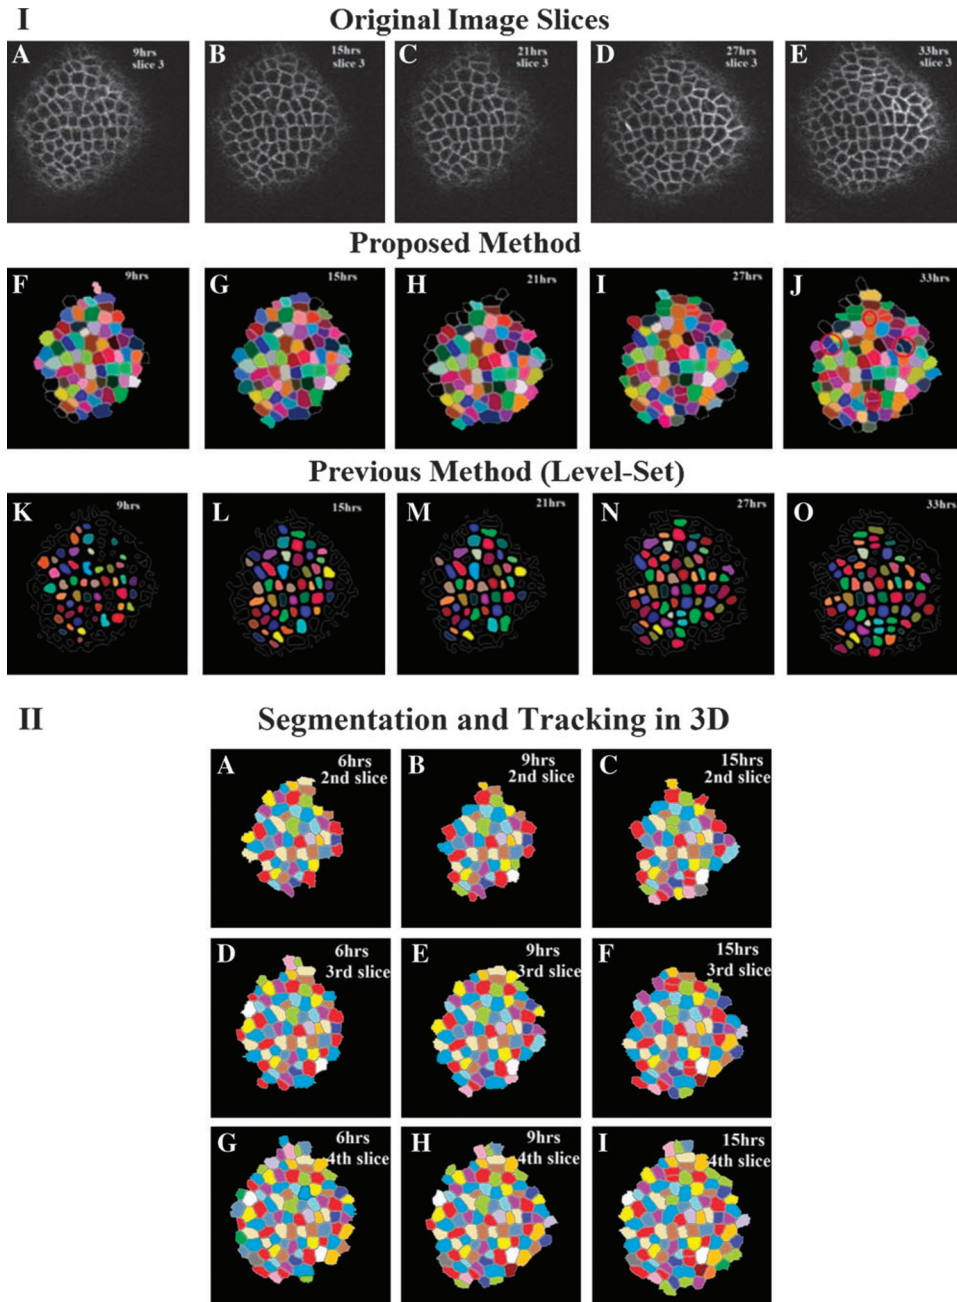 I
Original Image Slices
A
9hrs
slice 3
B
15hrs
slice 3
C
21hrs
slice 3
D
27hrs
slice 3
E
33hrs
slice 3
Proposed Method
F
9hrs
G
15hrs
H
21hrs
I
27hrs
J
33hrs
Previous Method (Level-Set)
K
9hrs
L
15hrs
M
21hrs
N
27hrs
O
33hrs
II
Segmentation and Tracking in 3D
A
6hrs
2nd slice
B
9hrs
2nd slice
C
15hrs
2nd slice
D
6hrs
3rd slice
E
9hrs
3rd slice
F
15hrs
3rd slice
G
6hrs
4th slice
H
9hrs
4th slice
I
15hrs
4th slice